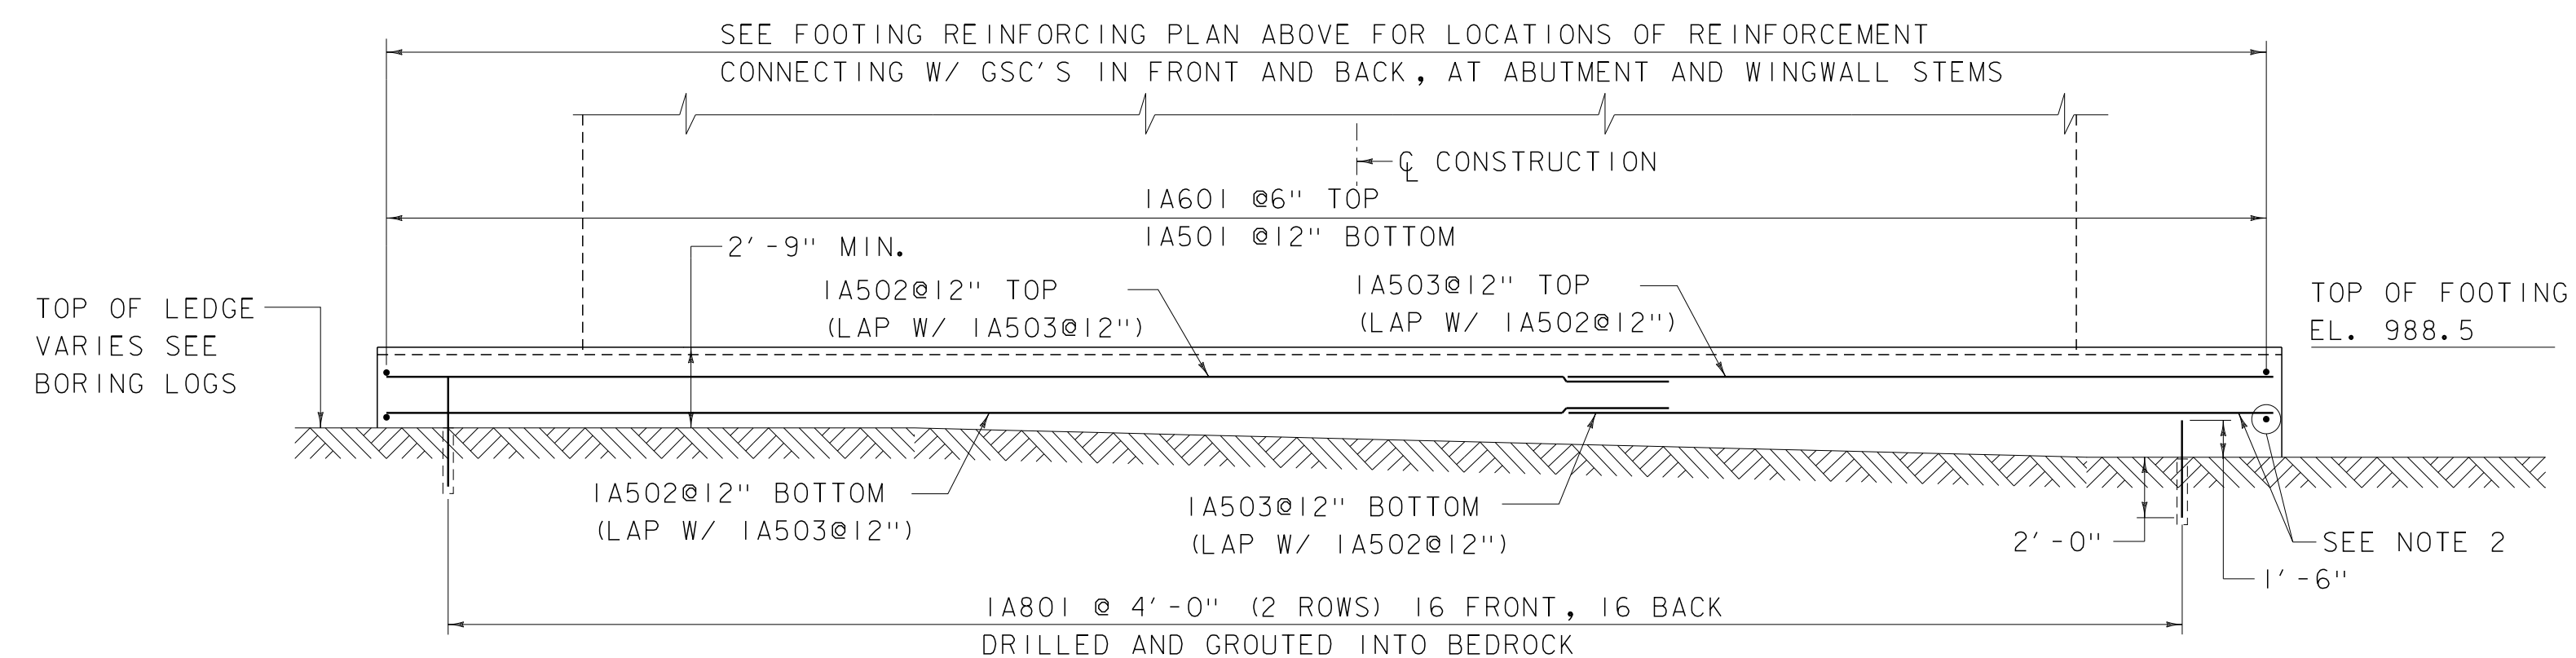 SEE FOOTING REINFORCING PLAN ABOVE FOR LOCATIONS OF REINFORCEMENT
CONNECTING W/ GSC'S IN FRONT AND BACK, AT ABUTMENT AND WINGWALL STEMS
℄ CONSTRUCTION
1A601 @6" TOP
1A501 @12" BOTTOM
2'-9" MIN.
1A502@12" TOP
(LAP W/ 1A503@12")
1A503@12" TOP
(LAP W/ 1A502@12")
TOP OF LEDGE
VARIES SEE
BORING LOGS
TOP OF FOOTING
EL. 988.5
1A502@12" BOTTOM
(LAP W/ 1A503@12")
1A503@12" BOTTOM
(LAP W/ 1A502@12")
2'-0"
SEE NOTE 2
1'-6"
1A801 @ 4'-0" (2 ROWS) 16 FRONT, 16 BACK
DRILLED AND GROUTED INTO BEDROCK